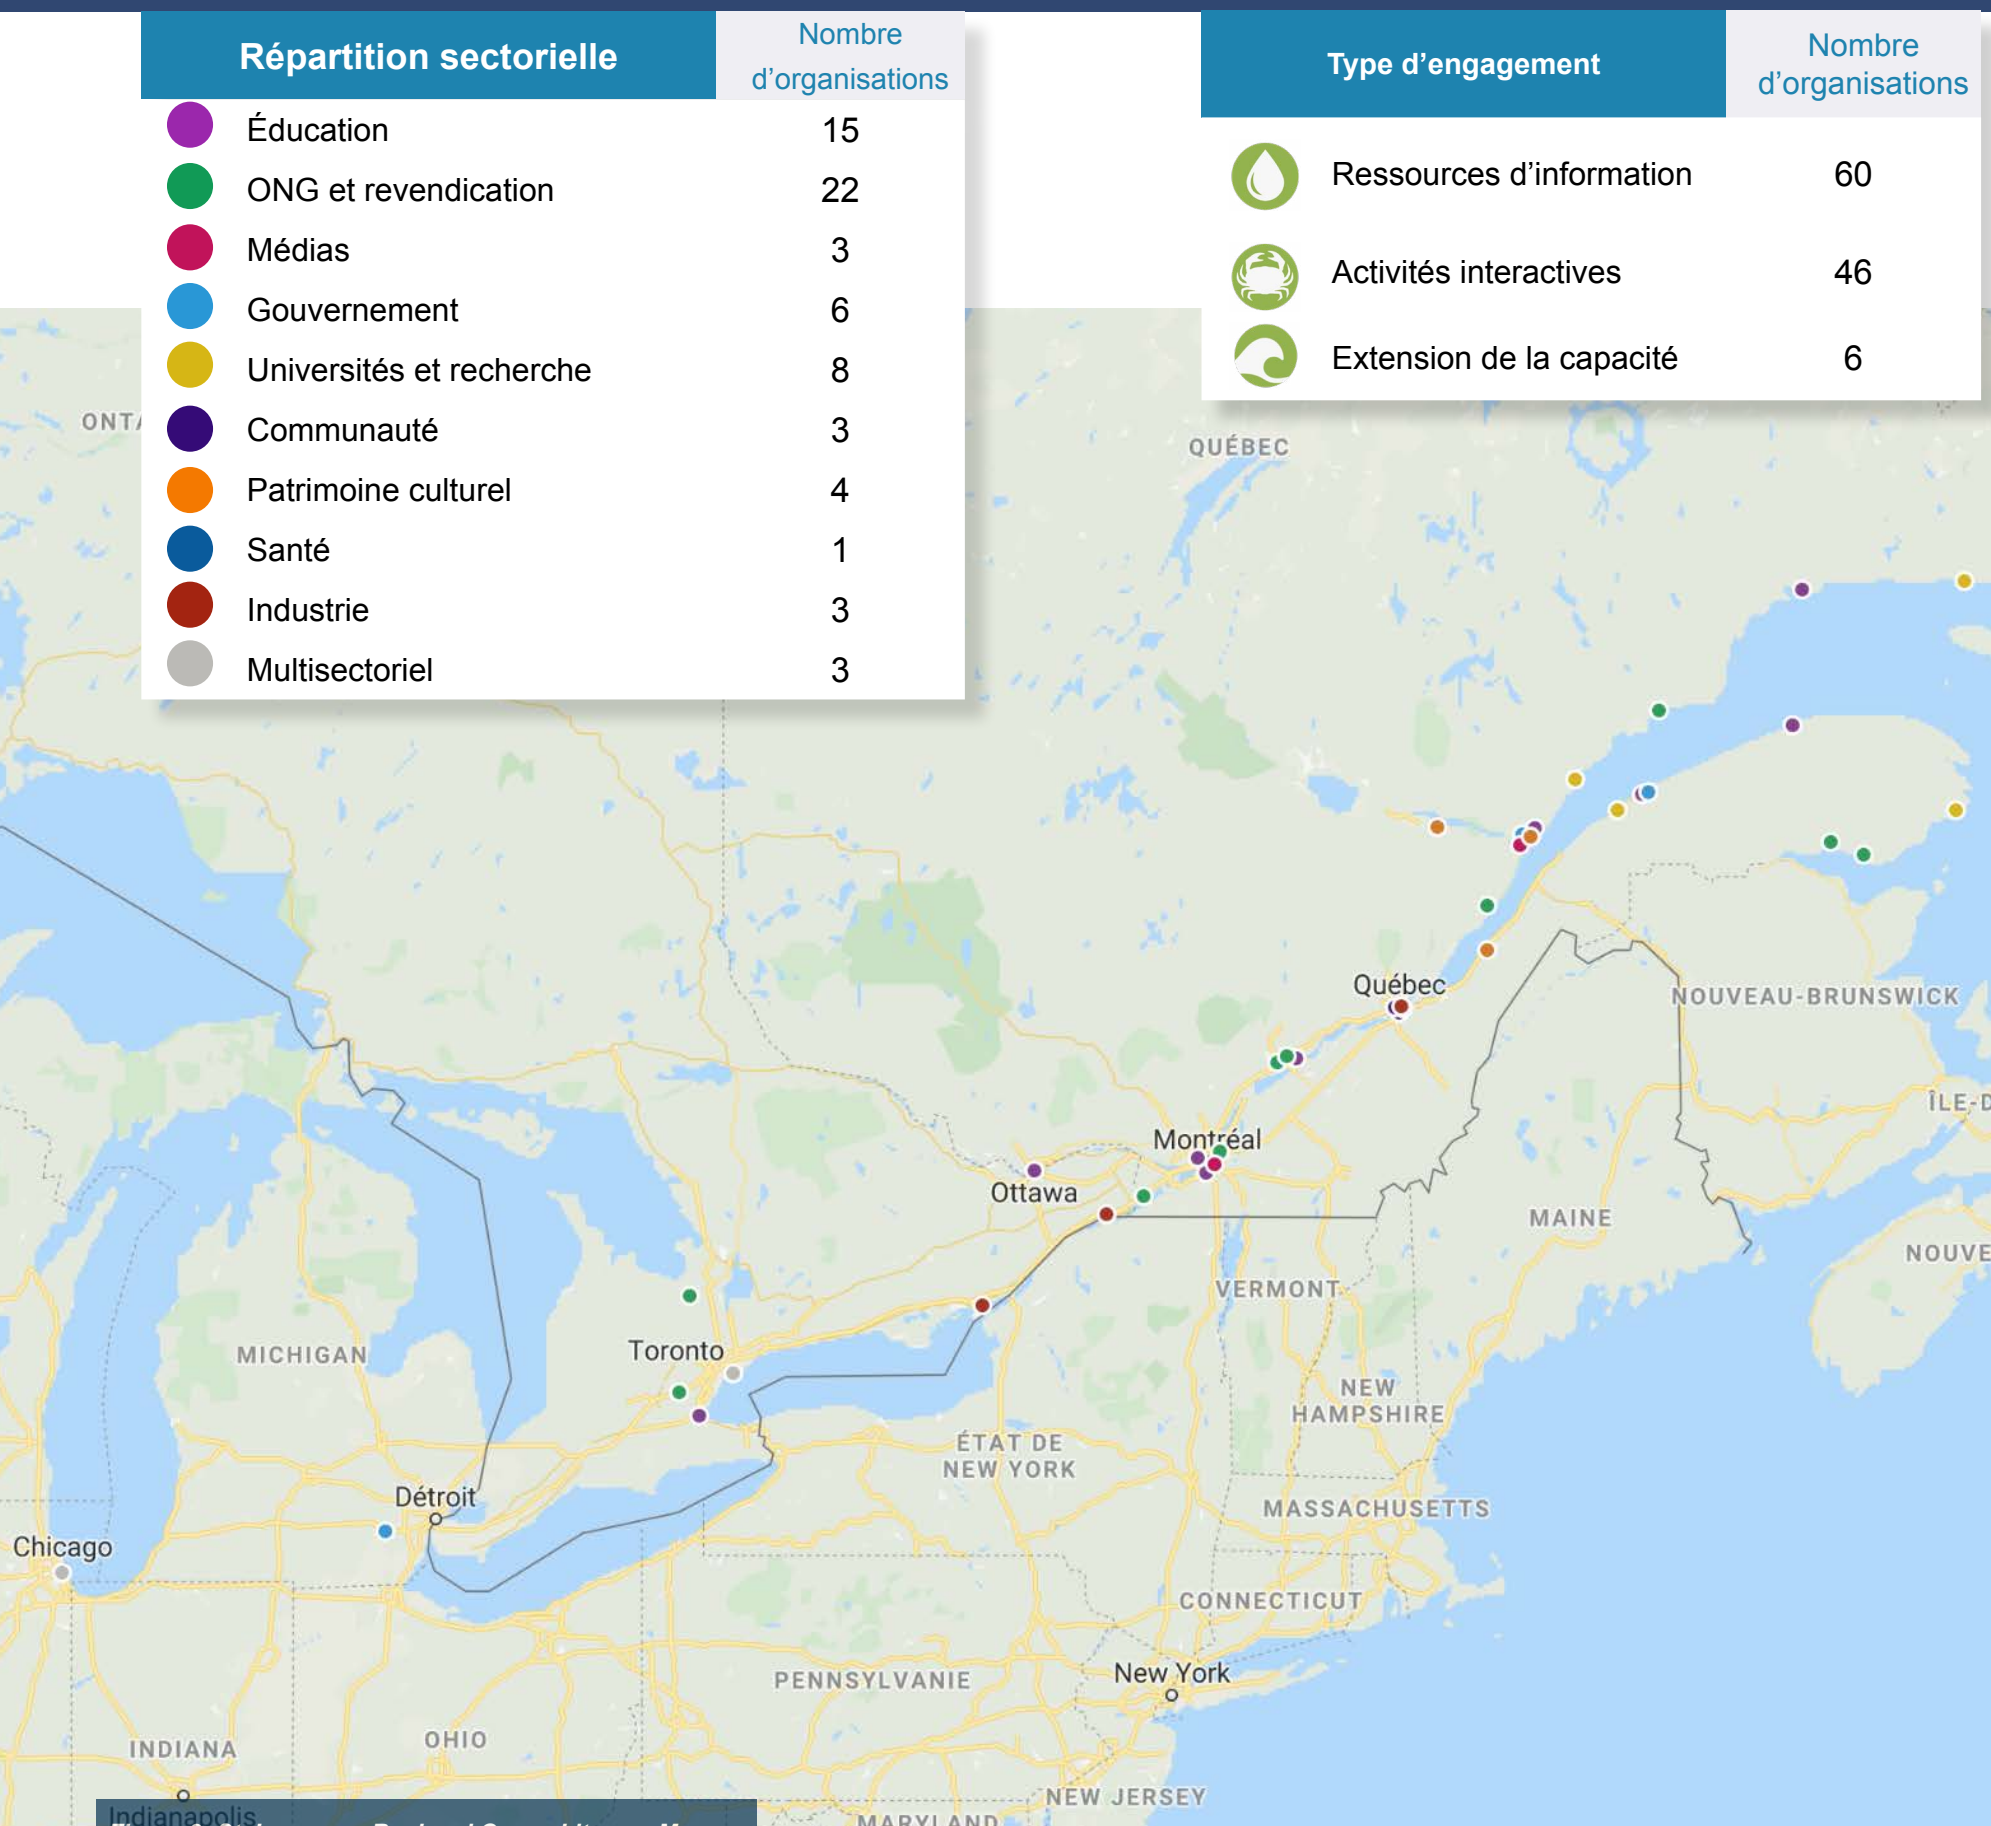 Répartition sectorielle
Nombre
d'organisations
Éducation 15
ONG et revendication 22
Médias 3
Gouvernement 6
Universités et recherche 8
Communauté 3
Patrimoine culturel 4
Santé 1
Industrie 3
Multisectoriel 3
Type d'engagement
Nombre
d'organisations
Ressources d'information 60
Activités interactives 46
Extension de la capacité 6
ONTA
QUÉBEC
Québec
NOUVEAU-BRUNSWICK
ÎLE-D
Montréal
Ottawa
MAINE
NOUVE
VERMONT
Toronto
MICHIGAN
NEW
HAMPSHIRE
ÉTAT DE
NEW YORK
Détroit
MASSACHUSETTS
Chicago
CONNECTICUT
New York
PENNSYLVANIE
OHIO
INDIANA
NEW JERSEY
Indianapolis
MARYLAND